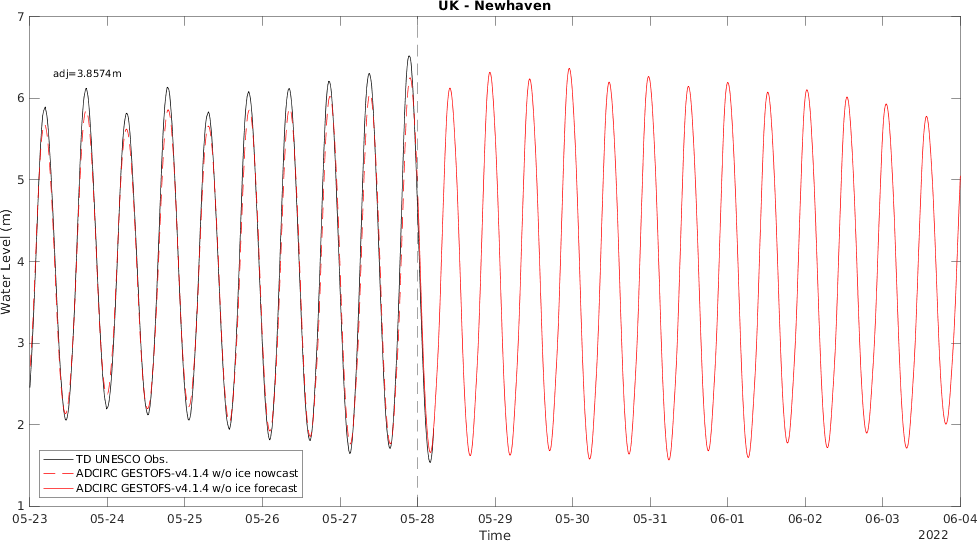 UK - Newhaven
adj=3.8574m
Water Level (m)
7
6
5
4
3
2
1
TD UNESCO Obs.
ADCIRC GESTOFS-v4.1.4 w/o ice nowcast
ADCIRC GESTOFS-v4.1.4 w/o ice forecast
05-23 05-24 05-25 05-26 05-27 05-28 05-29 05-30 05-31 06-01 06-02 06-03 06-04
Time
2022